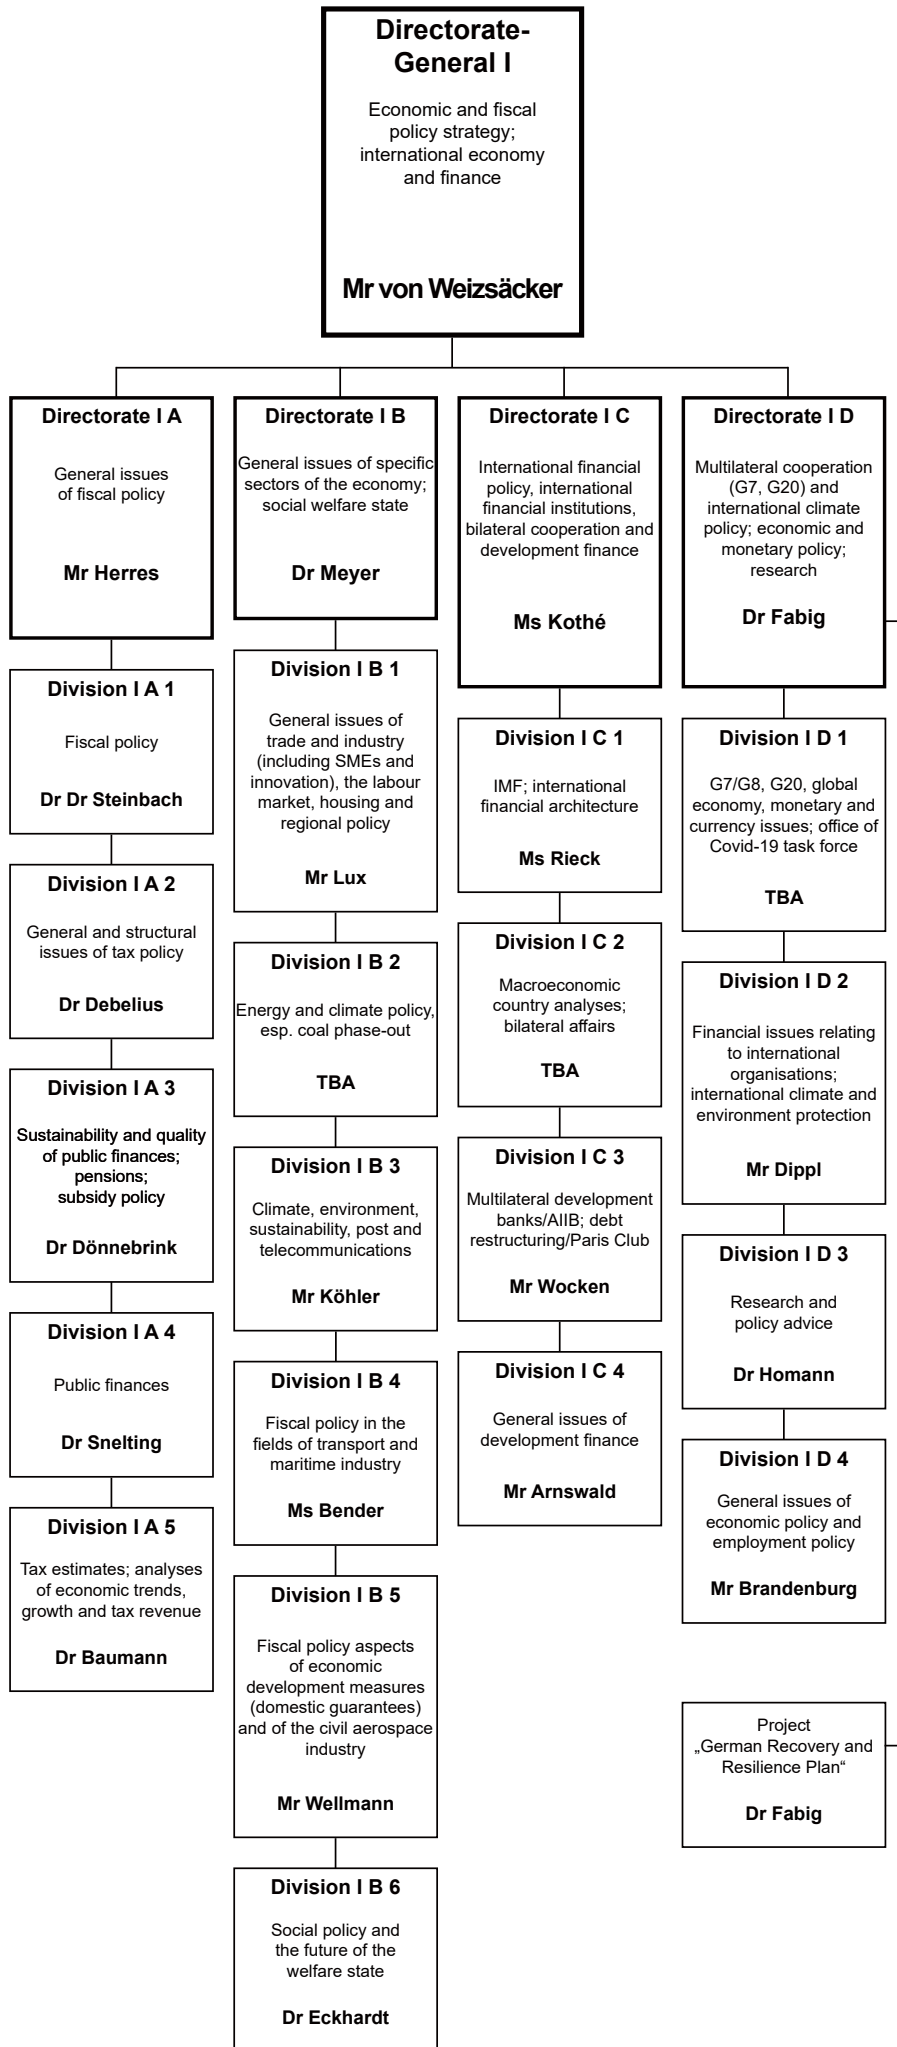 Directorate-
General I
Economic and fiscal
policy strategy;
international economy
and finance
Mr von Weizsäcker
Directorate I A
General issues
of fiscal policy
Mr Herres
Division I A 1
Fiscal policy
Dr Dr Steinbach
Division I A 2
General and structural
issues of tax policy
Dr Debelius
Division I A 3
Sustainability and quality
of public finances;
pensions;
subsidy policy
Dr Dönnebrink
Division I A 4
Public finances
Dr Snelting
Division I A 5
Tax estimates; analyses
of economic trends,
growth and tax revenue
Dr Baumann
Directorate I B
General issues of specific
sectors of the economy;
social welfare state
Dr Meyer
Division I B 1
General issues of
trade and industry
(including SMEs and
innovation), the labour
market, housing and
regional policy
Mr Lux
Division I B 2
Energy and climate policy,
esp. coal phase-out
TBA
Division I B 3
Climate, environment,
sustainability, post and
telecommunications
Mr Köhler
Division I B 4
Fiscal policy in the
fields of transport and
maritime industry
Ms Bender
Division I B 5
Fiscal policy aspects
of economic
development measures
(domestic guarantees)
and of the civil aerospace
industry
Mr Wellmann
Division I B 6
Social policy and
the future of the
welfare state
Dr Eckhardt
Directorate I C
International financial
policy, international
financial institutions,
bilateral cooperation and
development finance
Ms Kothé
Division I C 1
IMF; international
financial architecture
Ms Rieck
Division I C 2
Macroeconomic
country analyses;
bilateral affairs
TBA
Division I C 3
Multilateral development
banks/AIIB; debt
restructuring/Paris Club
Mr Wocken
Division I C 4
General issues of
development finance
Mr Arnswald
Directorate I D
Multilateral cooperation
(G7, G20) and
international climate
policy; economic and
monetary policy;
research
Dr Fabig
Division I D 1
G7/G8, G20, global
economy, monetary and
currency issues; office of
Covid-19 task force
TBA
Division I D 2
Financial issues relating
to international
organisations;
international climate and
environment protection
Mr Dippl
Division I D 3
Research and
policy advice
Dr Homann
Division I D 4
General issues of
economic policy and
employment policy
Mr Brandenburg
Project
„German Recovery and
Resilience Plan“
Dr Fabig